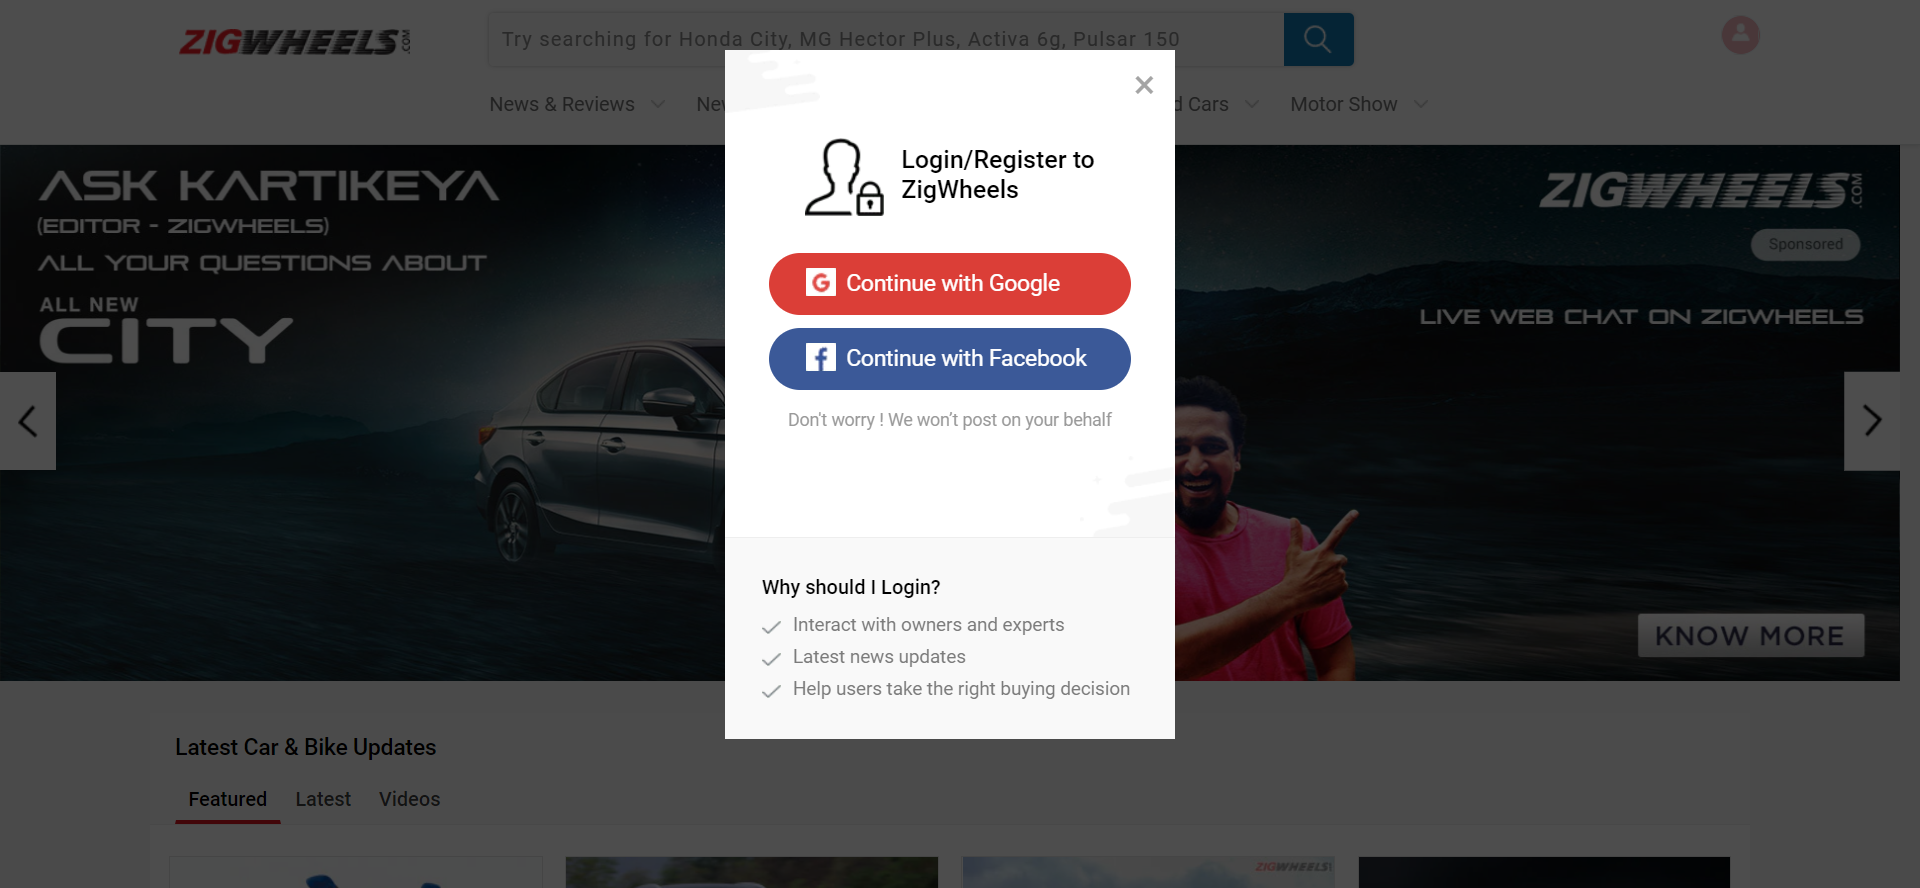 ZIGWHEELS.COM
Try searching for Honda City, MG Hector Plus, Activa 6g, Pulsar 150
News & Reviews
d Cars
Motor Show
Login/Register to
ZigWheels
Continue with Google
Continue with Facebook
Don't worry ! We won’t post on your behalf
Why should I Login?
Interact with owners and experts
Latest news updates
Help users take the right buying decision
ASK KARTIKEYA
(EDITOR - ZIGWHEELS)
ALL YOUR QUESTIONS ABOUT
ALL NEW
CITY
ZIGWHEELS.COM
Sponsored
LIVE WEB CHAT ON ZIGWHEELS
KNOW MORE
Latest Car & Bike Updates
Featured
Latest
Videos
ZIGWHEELS